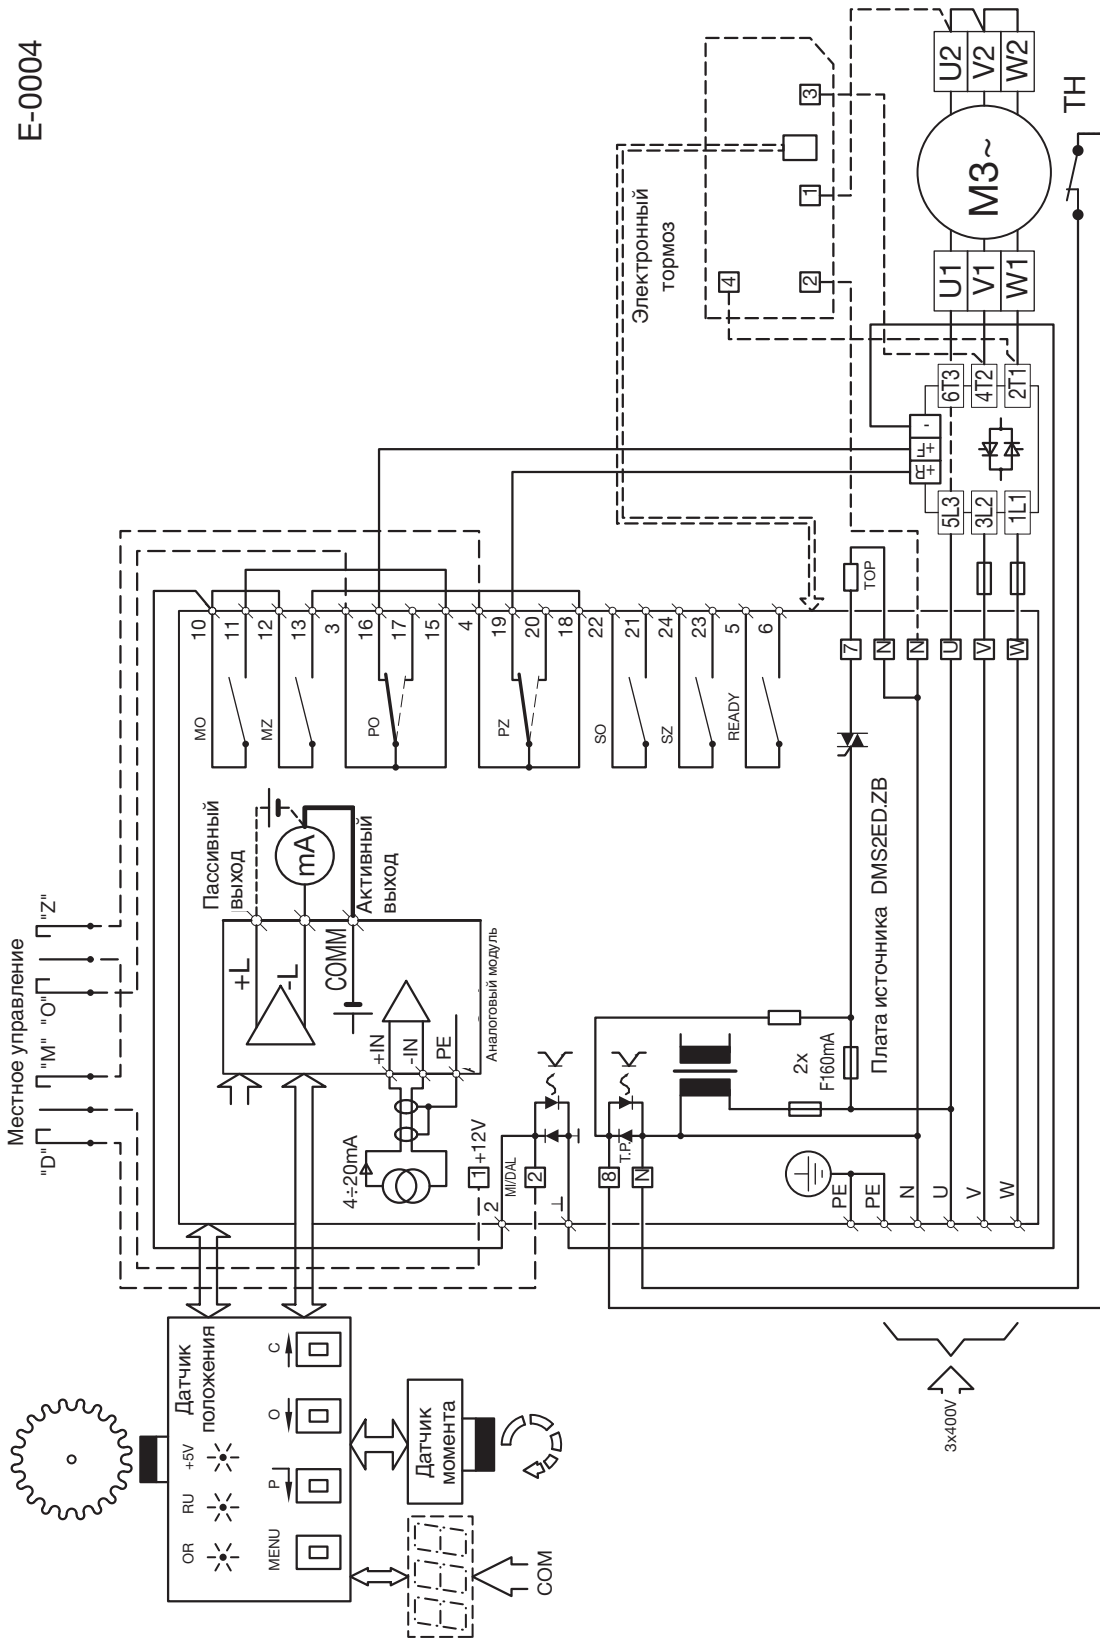 E-0004
Местное управление
"D"
"M"
"O"
"Z"
Датчик
положения
OR
RU
+5V
MENU
P
O
C
Датчик
момента
COM
4÷20mA
+L
-L
COMM
+IN
-IN
PE
Аналоговый модуль
Пассивный
выход
mA
Активный
выход
1
+12V
2
MI/DAL
2
⊥
8
T.P.
N
MO
MZ
PO
PZ
SO
SZ
READY
10
11
12
13
3
16
17
15
4
19
20
18
22
21
24
23
5
6
Электронный
тормоз
4
2
1
3
2x
F160mA
Плата источника DMS2ED.ZB
PE
PE
N
U
V
W
7
N
N
U
V
W
TOP
5L3
3L2
1L1
+R
+F
-
6T3
4T2
2T1
U1
V1
W1
M3~
U2
V2
W2
TH
3x400V